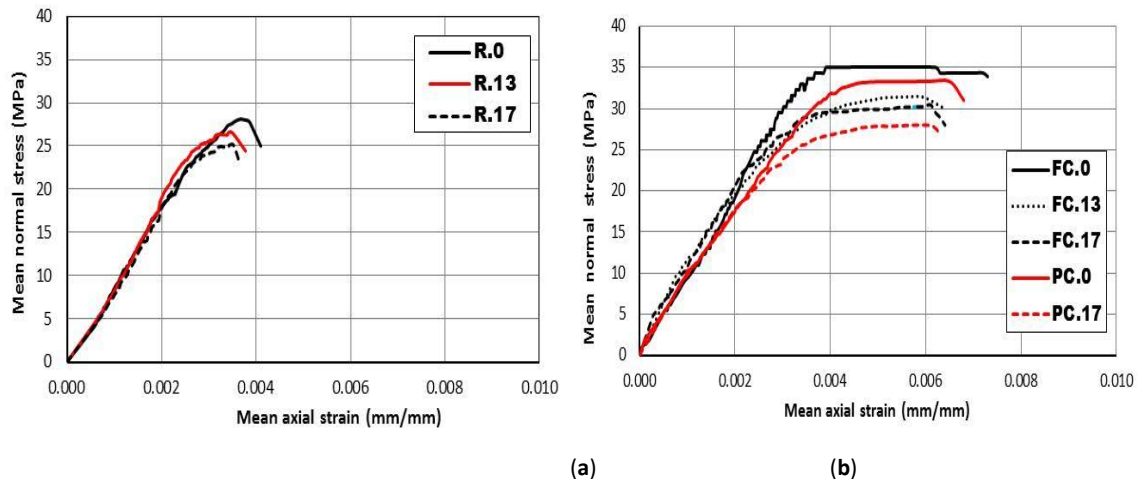 40
35
30
25
20
15
10
5
0
Mean normal stress (MPa)
R.0
R.13
R.17
0.000 0.002 0.004 0.006 0.008 0.010
Mean axial strain (mm/mm)
40
35
30
25
20
15
10
5
0
Mean normal stress (MPa)
FC.0
FC.13
FC.17
PC.0
PC.17
0.000 0.002 0.004 0.006 0.008 0.010
Mean axial strain (mm/mm)
(a) (b)